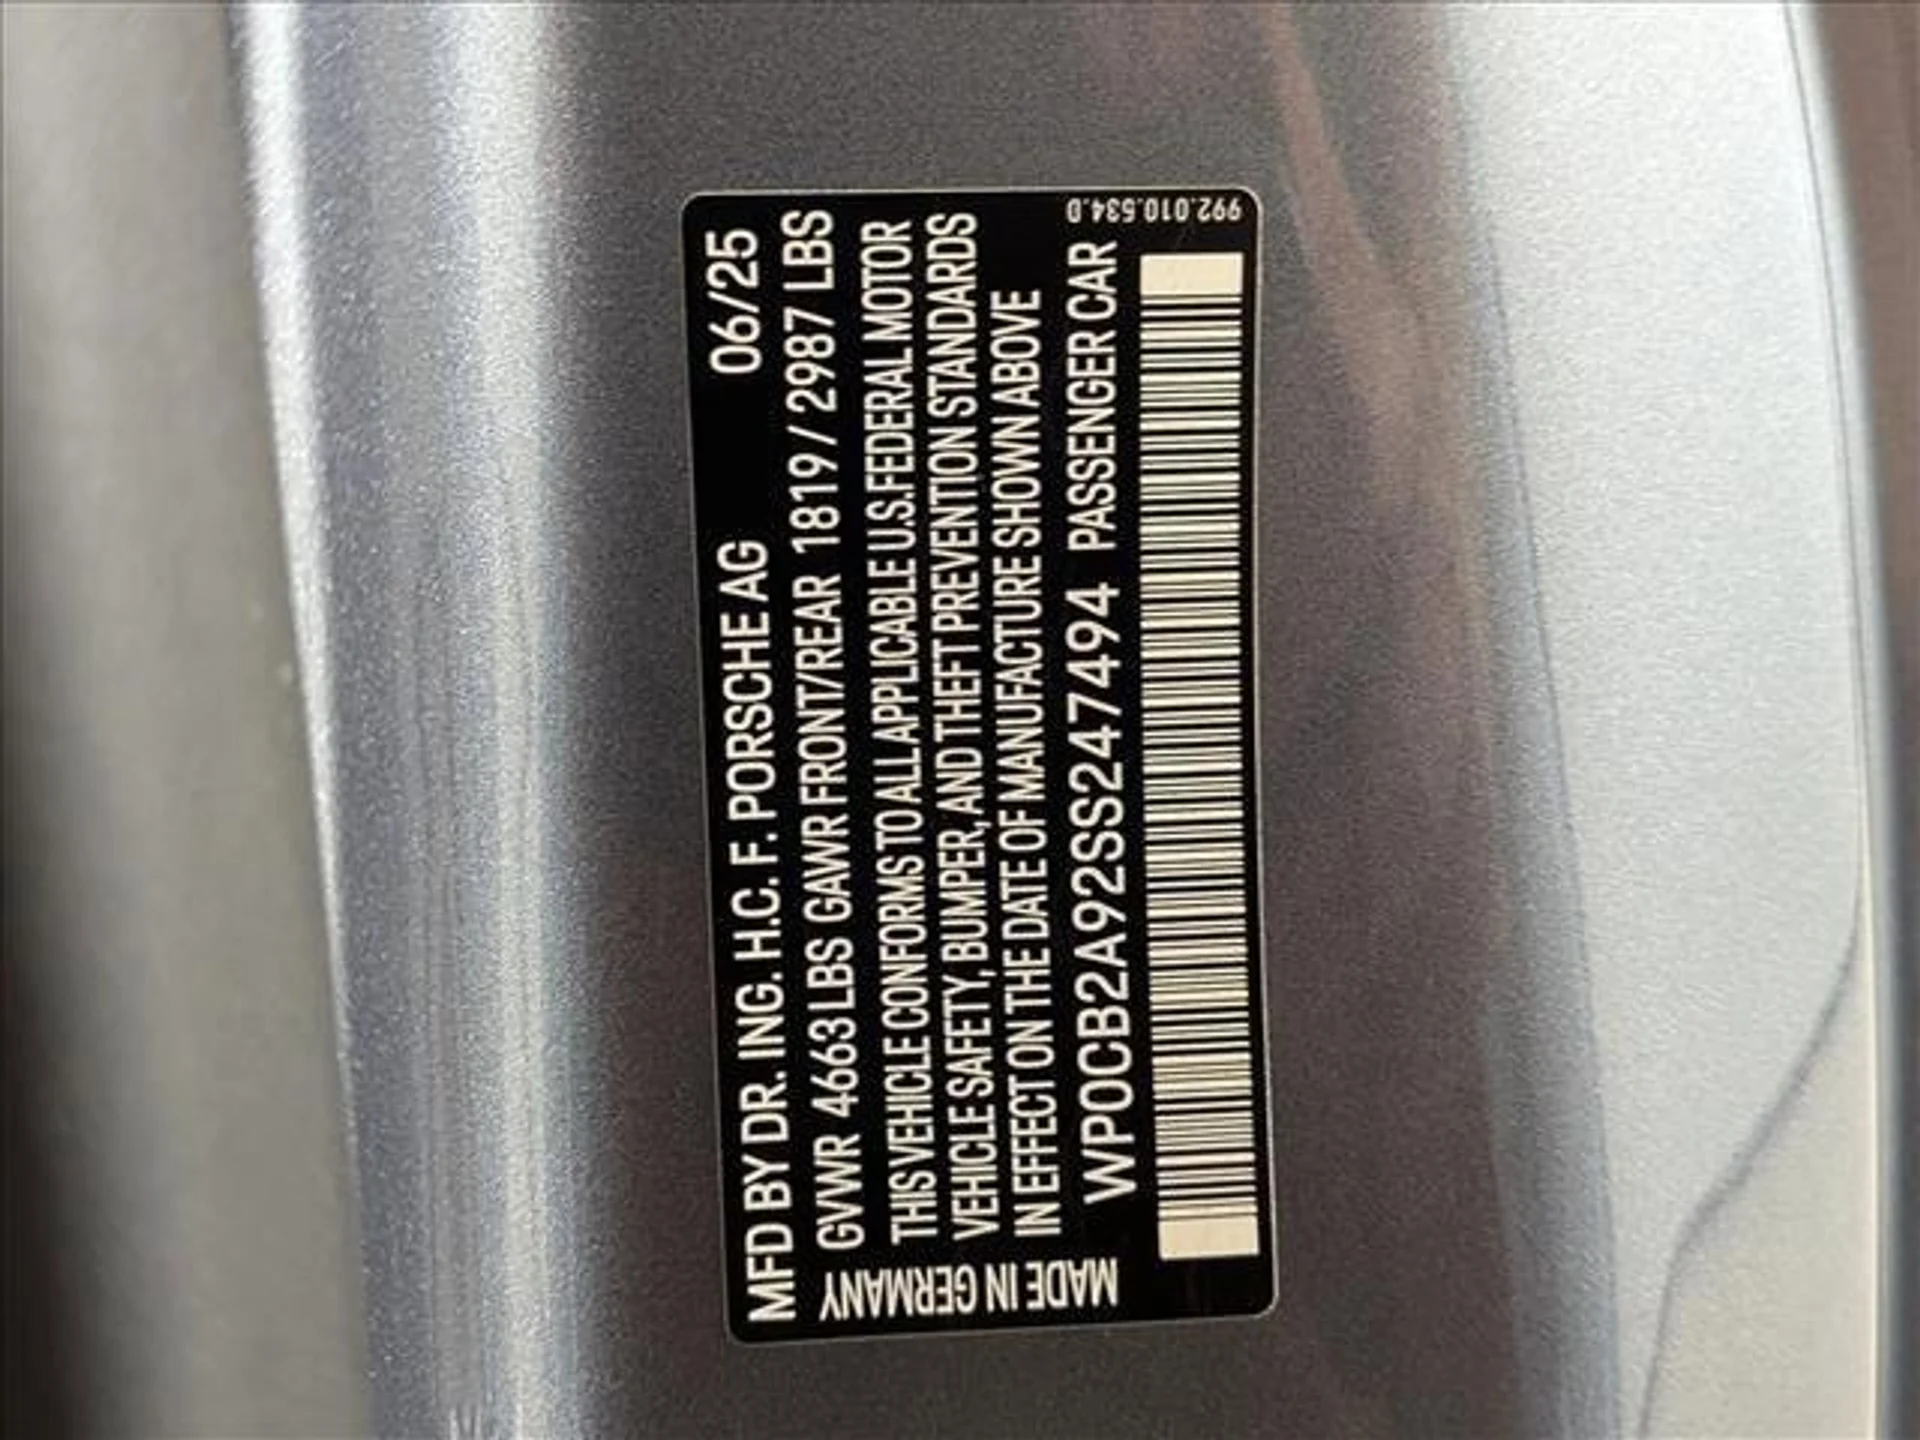 MFD BY DR. ING. H.C. F. PORSCHE AG 06/25
GVWR 4663 LBS GAWR FRONT/REAR 1819 / 2987 LBS
THIS VEHICLE CONFORMS TO ALL APPLICABLE U.S. FEDERAL MOTOR
VEHICLE SAFETY, BUMPER, AND THEFT PREVENTION STANDARDS
IN EFFECT ON THE DATE OF MANUFACTURE SHOWN ABOVE
WP0CB2A92SS247494 PASSENGER CAR
MADE IN GERMANY
992.010.534.D